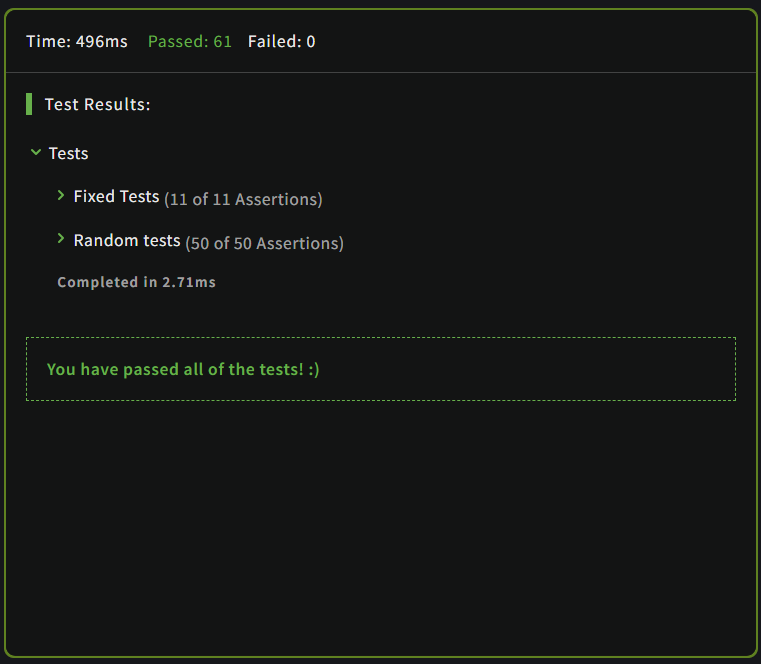 Time: 496ms Passed: 61 Failed: 0
Test Results:
Tests
Fixed Tests (11 of 11 Assertions)
Random tests (50 of 50 Assertions)
Completed in 2.71ms
You have passed all of the tests! :)